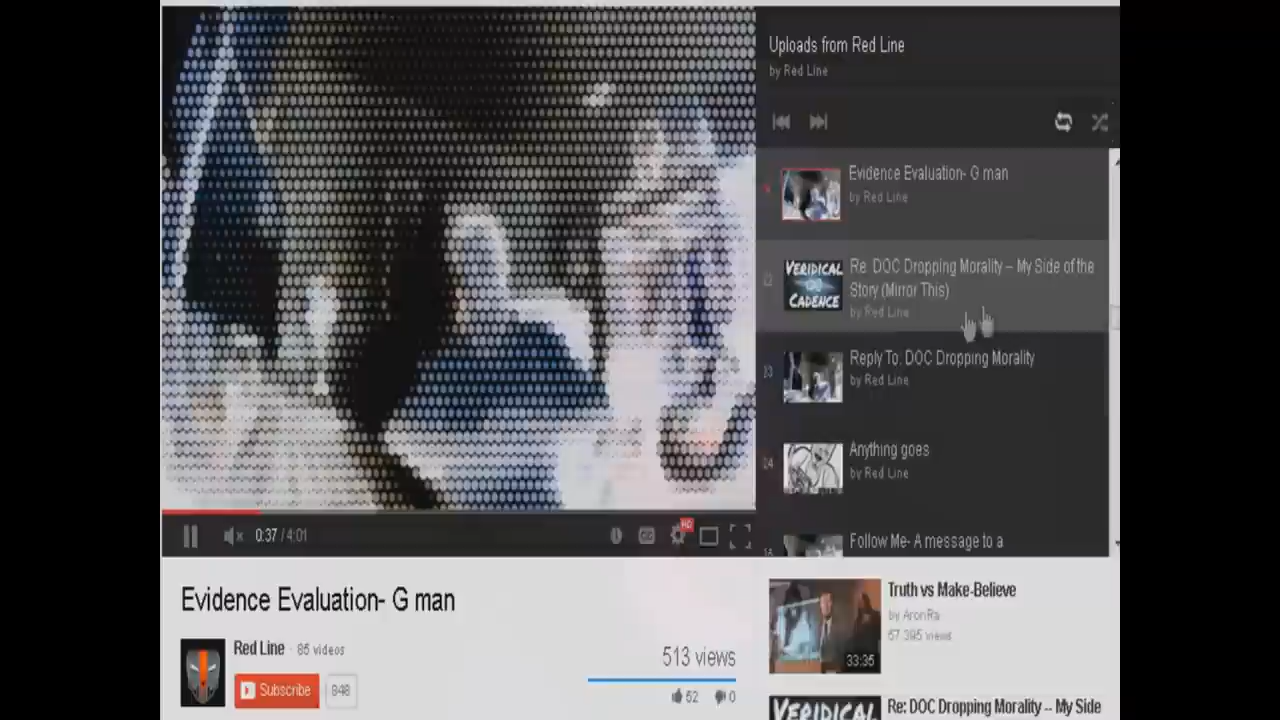 Uploads from Red Line
by Red Line
Evidence Evaluation- G man
by Red Line
VERIDICAL
CADENCE
Re: DOC Dropping Morality -- My Side of the
Story (Mirror This)
by Red Line
Reply To: DOC Dropping Morality
by Red Line
Anything goes
by Red Line
Follow Me- A message to a
HD
0:37 / 4:01
Evidence Evaluation- G man
Red Line · 85 videos
Subscribe 848
513 views
52 0
Truth vs Make-Believe
by AronRa
57,395 views
33:35
VERIDICAL
Re: DOC Dropping Morality -- My Side